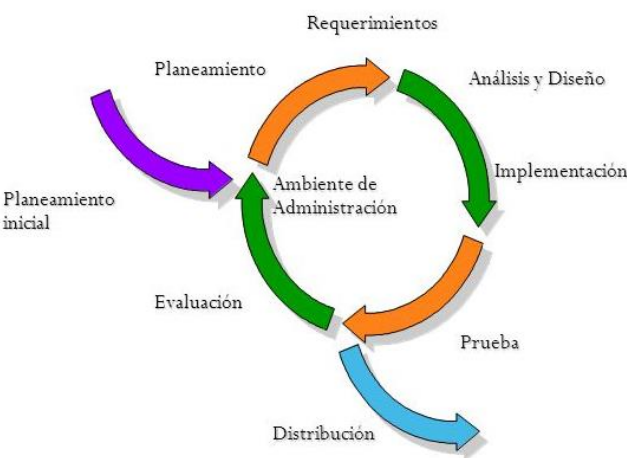 Requerimientos
Planeamiento
Análisis y Diseño
Implementación
Ambiente de
Administración
Planeamiento
inicial
Evaluación
Prueba
Distribución